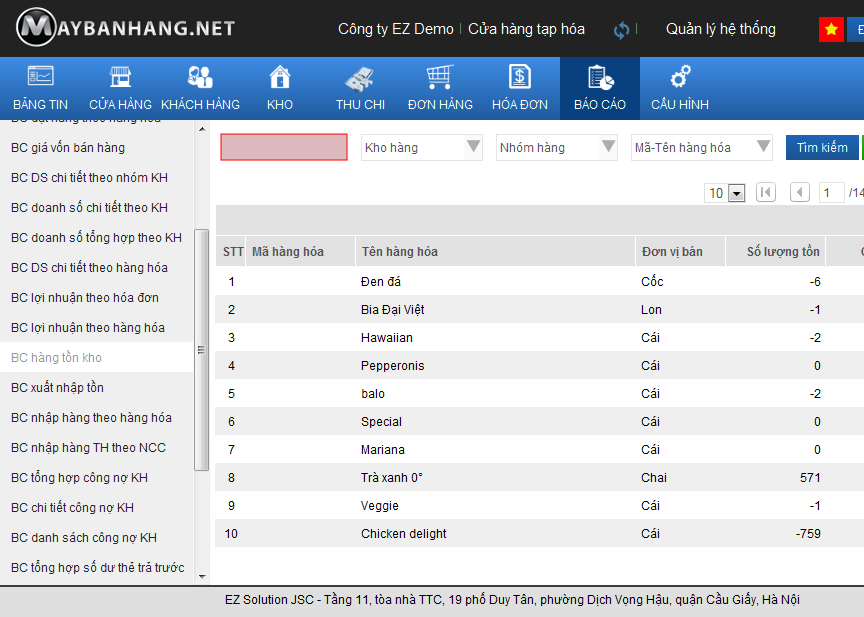 MAYBANHANG.NET
Công ty EZ Demo Cửa hàng tạp hóa Quản lý hệ thống
BẢNG TIN CỬA HÀNG KHÁCH HÀNG KHO THU CHI ĐƠN HÀNG HÓA ĐƠN BÁO CÁO CẤU HÌNH
BC giá vốn bán hàng
BC DS chi tiết theo nhóm KH
BC doanh số chi tiết theo KH
BC doanh số tổng hợp theo KH
BC DS chi tiết theo hàng hóa
BC lợi nhuận theo hóa đơn
BC lợi nhuận theo hàng hóa
BC hàng tồn kho
BC xuất nhập tồn
BC nhập hàng theo hàng hóa
BC nhập hàng TH theo NCC
BC tổng hợp công nợ KH
BC chi tiết công nợ KH
BC danh sách công nợ KH
BC tổng hợp số dư thẻ trả trước
Kho hàng Nhóm hàng Mã-Tên hàng hóa Tìm kiếm
10 1 /14
STT Mã hàng hóa Tên hàng hóa Đơn vị bán Số lượng tồn
1 Đen đá Cốc -6
2 Bia Đại Việt Lon -1
3 Hawaiian Cái -2
4 Pepperonis Cái 0
5 balo Cái -2
6 Special Cái 0
7 Mariana Cái 0
8 Trà xanh 0° Chai 571
9 Veggie Cái -1
10 Chicken delight Cái -759
EZ Solution JSC - Tầng 11, tòa nhà TTC, 19 phố Duy Tân, phường Dịch Vọng Hậu, quận Cầu Giấy, Hà Nội